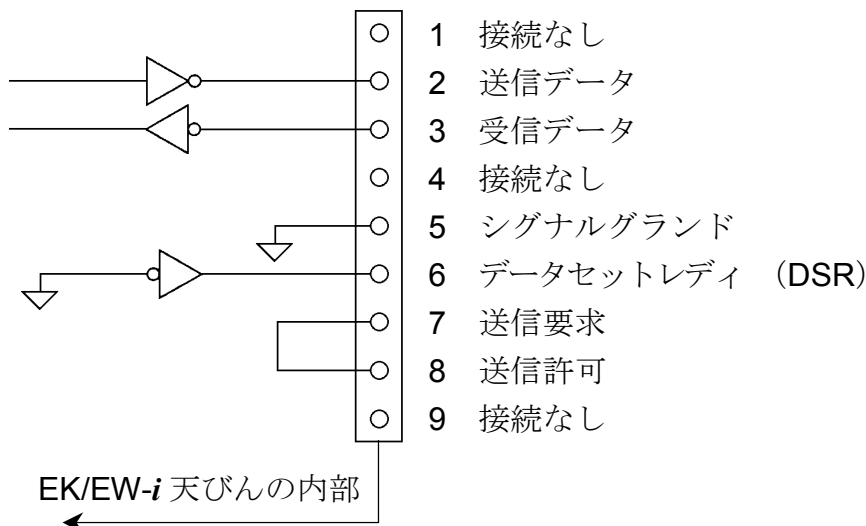 1 接続なし
2 送信データ
3 受信データ
4 接続なし
5 シグナルグランド
6 データセットレディ （DSR）
7 送信要求
8 送信許可
9 接続なし
EK/EW-i 天びんの内部